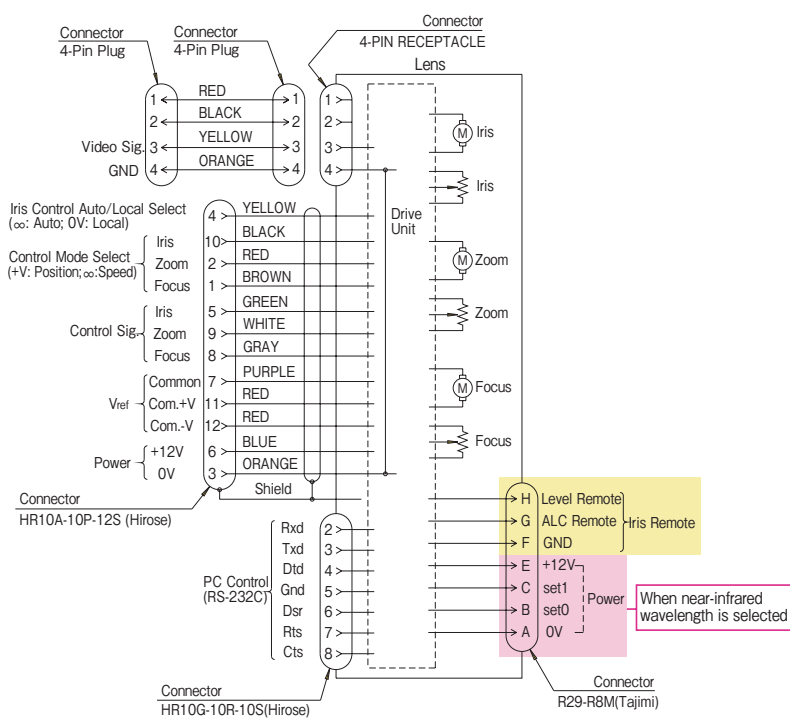 Connector
4-Pin Plug
Connector
4-Pin Plug
Connector
4-PIN RECEPTACLE
Lens
1 RED 1 1
2 BLACK 2 2
Video Sig. 3 YELLOW 3 3
GND 4 ORANGE 4 4
Drive
Unit
M Iris
Iris
M Zoom
Zoom
M Focus
Focus
Iris Control Auto/Local Select
(∞: Auto; 0V: Local)
4 YELLOW
Control Mode Select
(+V: Position;∞:Speed)
Iris 10 BLACK
Zoom 2 RED
Focus 1 BROWN
Control Sig.
Iris 5 GREEN
Zoom 9 WHITE
Focus 8 GRAY
Vref
Common 7 PURPLE
Com.+V 11 RED
Com.-V 12 RED
Power
+12V 6 BLUE
0V 3 ORANGE
Shield
Connector
HR10A-10P-12S (Hirose)
PC Control
(RS-232C)
Rxd 2
Txd 3
Dtd 4
Gnd 5
Dsr 6
Rts 7
Cts 8
Connector
HR10G-10R-10S(Hirose)
H Level Remote
G ALC Remote
F GND
Iris Remote
E +12V
C set1
B set0
A 0V
Power
When near-infrared
wavelength is selected
Connector
R29-R8M(Tajimi)